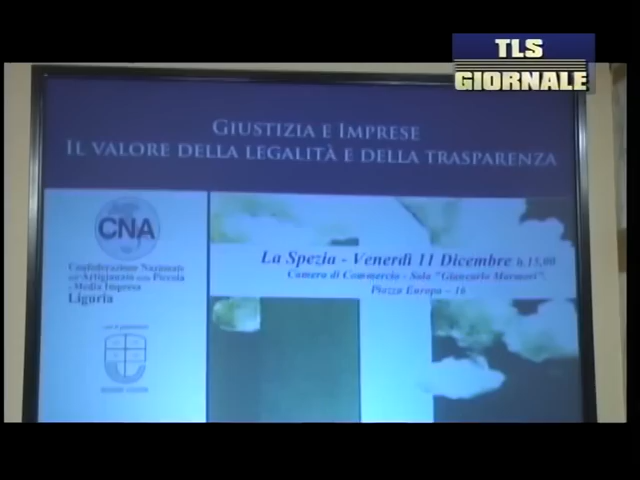 TLS
GIORNALE
GIUSTIZIA E IMPRESE
IL VALORE DELLA LEGALITÀ E DELLA TRASPARENZA
CNA
Confederazione Nazionale
dell'Artigianato della Piccola
e Media Impresa
Liguria
La Spezia - Venerdì 11 Dicembre h 15,00
Camera di Commercio - Sala "Giancarlo Marmori"
Piazza Europa - 16